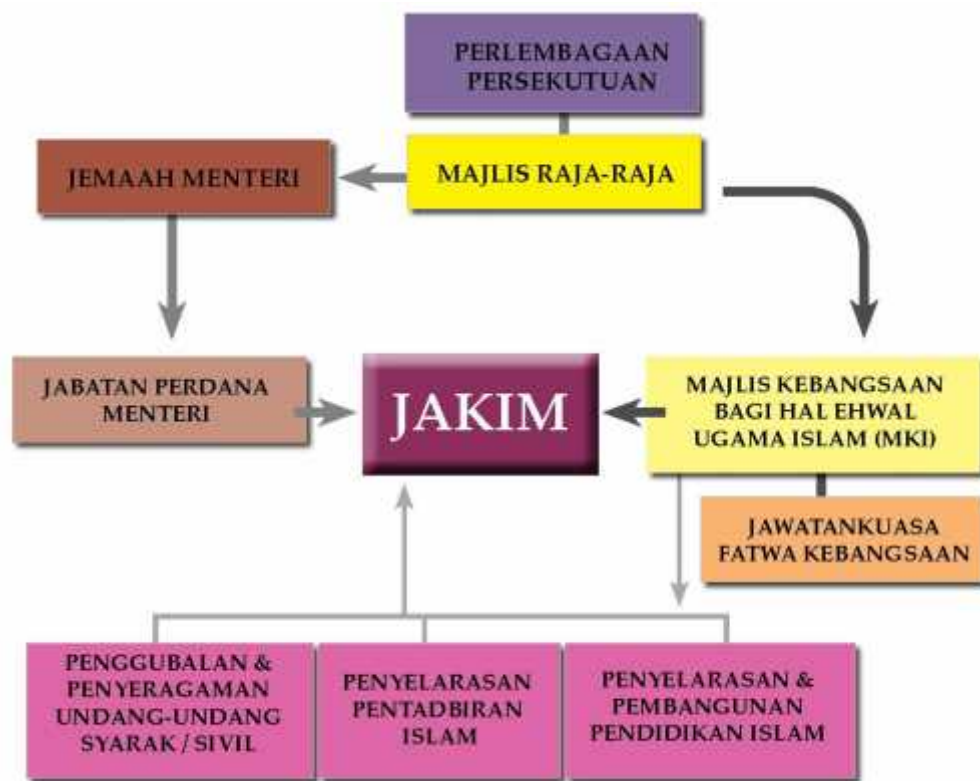 PERLEMBAGAAN
PERSEKUTUAN
JEMAAH MENTERI
MAJLIS RAJA-RAJA
JABATAN PERDANA
MENTERI
JAKIM
MAJLIS KEBANGSAAN
BAGI HAL EHWAL
UGAMA ISLAM (MKI)
JAWATANKUASA
FATWA KEBANGSAAN
PENGGUBALAN &
PENYERAGAMAN
UNDANG-UNDANG
SYARAK / SIVIL
PENYELARASAN
PENTADBIRAN
ISLAM
PENYELARASAN &
PEMBANGUNAN
PENDIDIKAN ISLAM